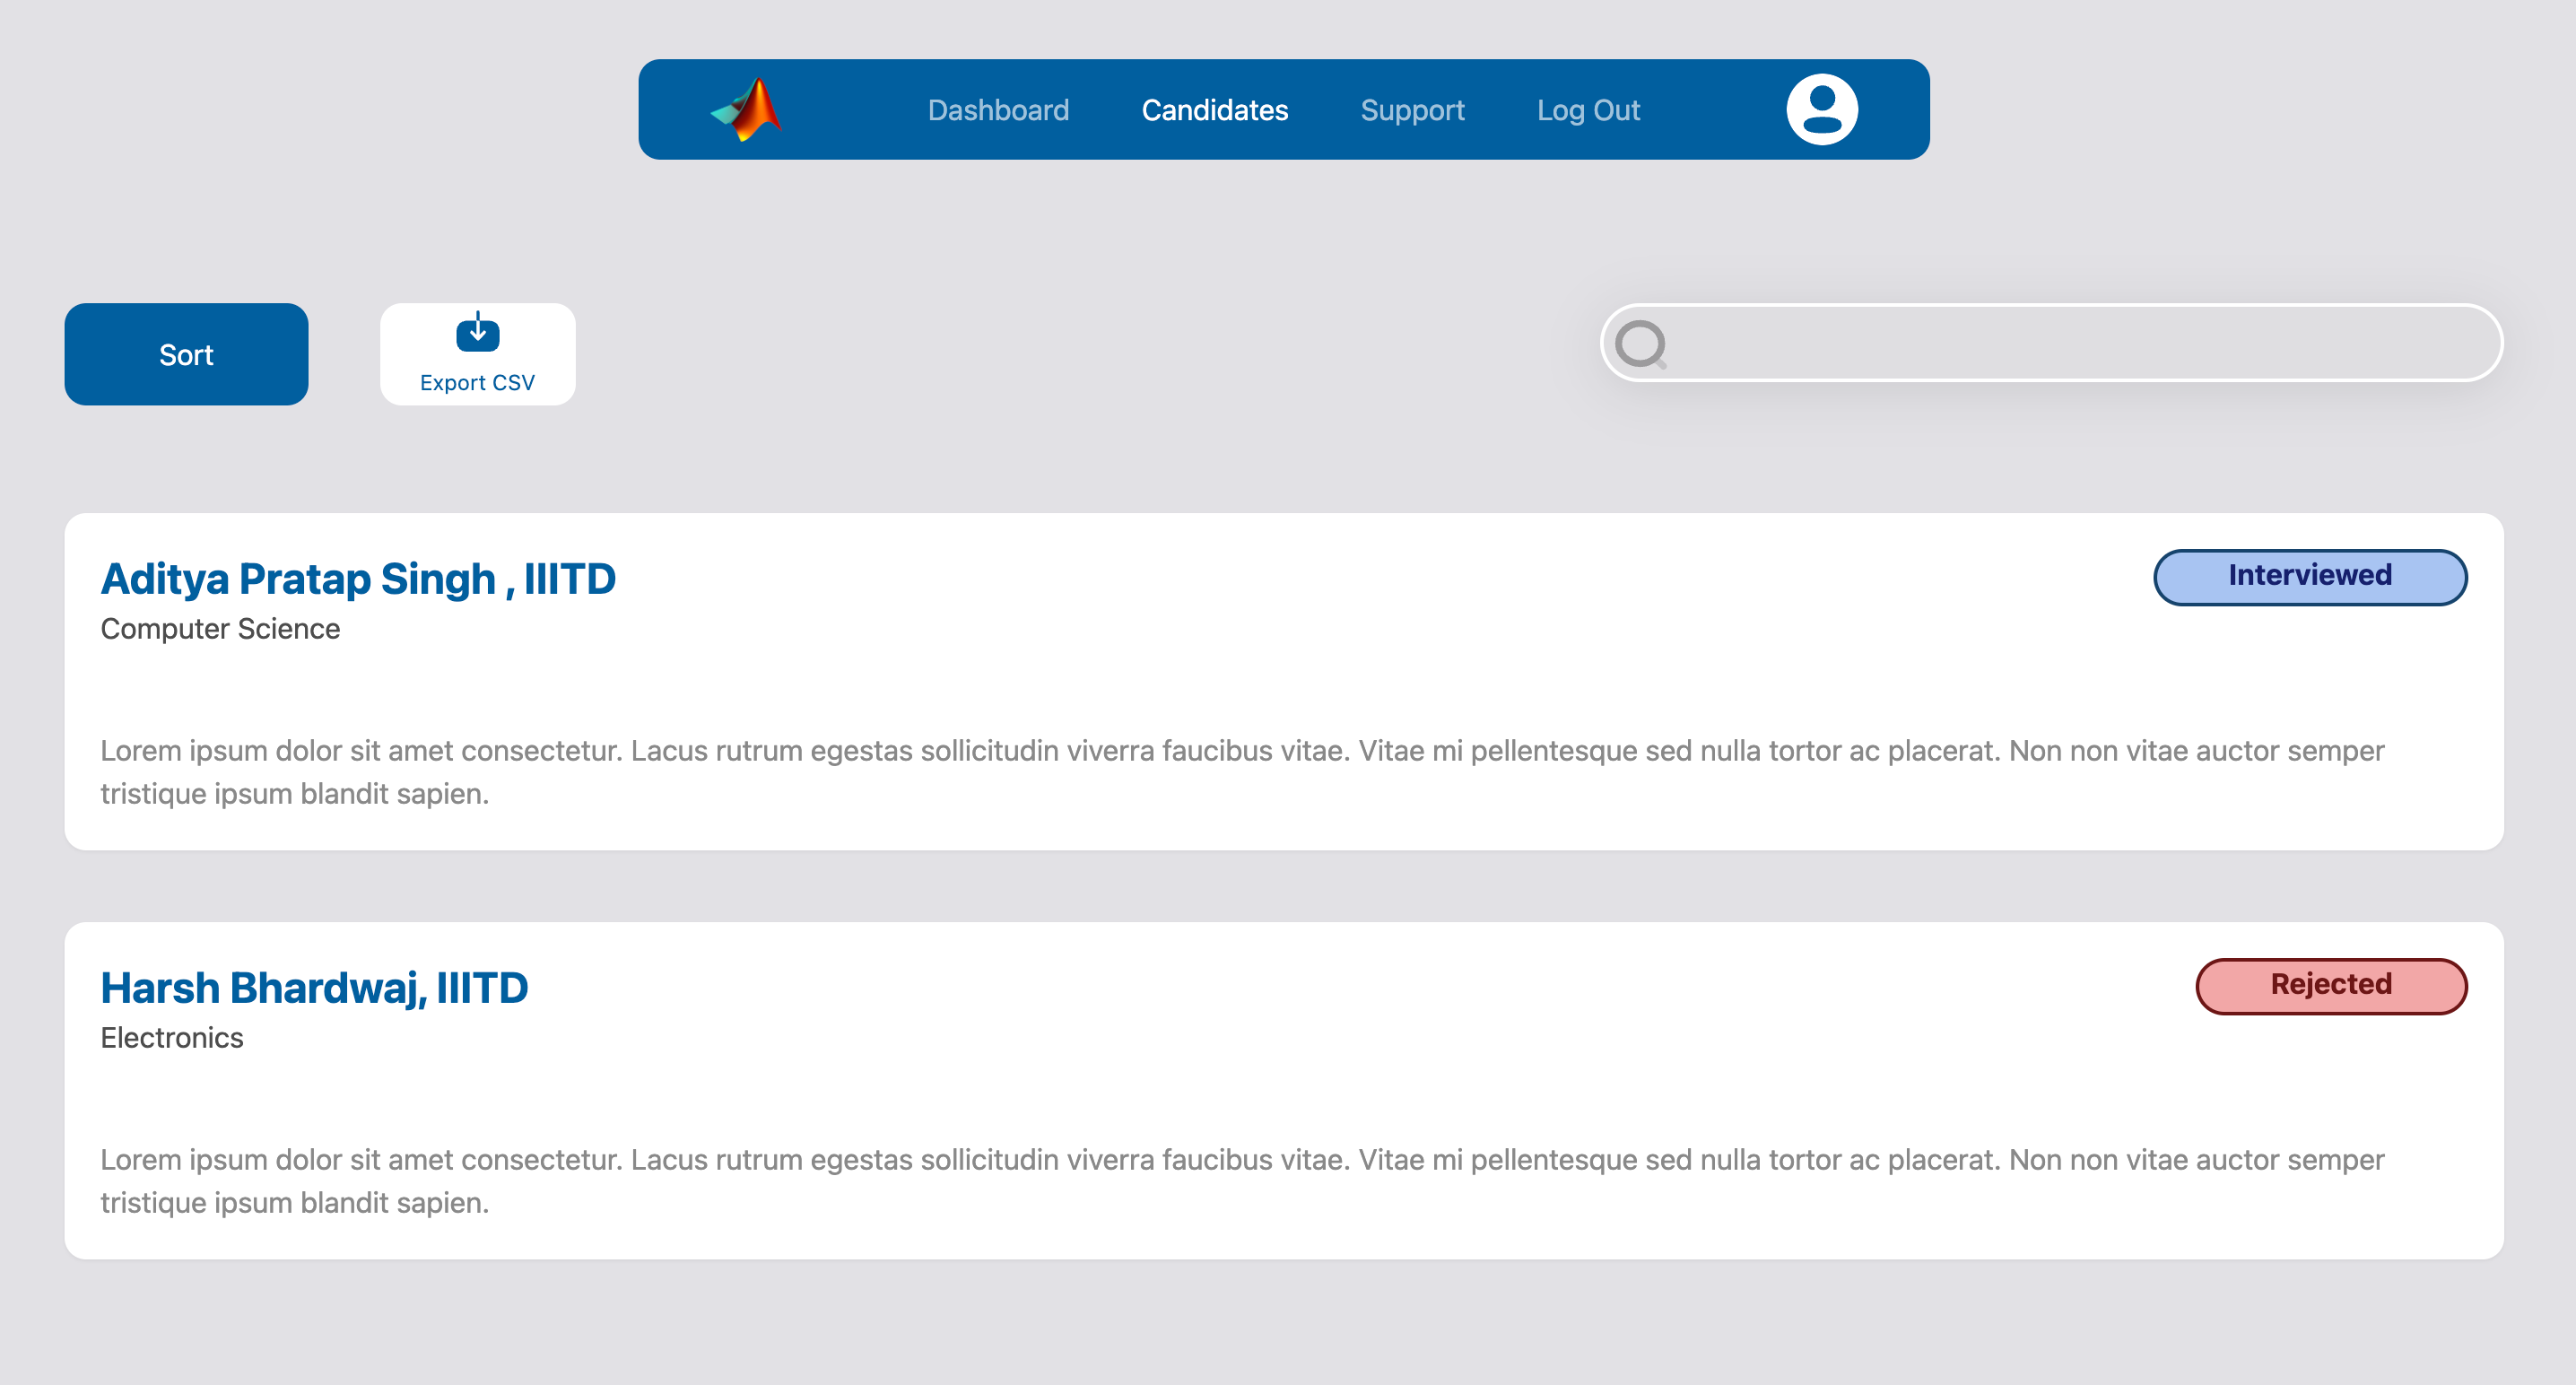 Dashboard Candidates Support Log Out
Sort
Export CSV
Aditya Pratap Singh , IIITD
Interviewed
Computer Science
Lorem ipsum dolor sit amet consectetur. Lacus rutrum egestas sollicitudin viverra faucibus vitae. Vitae mi pellentesque sed nulla tortor ac placerat. Non non vitae auctor semper
tristique ipsum blandit sapien.
Harsh Bhardwaj, IIITD
Rejected
Electronics
Lorem ipsum dolor sit amet consectetur. Lacus rutrum egestas sollicitudin viverra faucibus vitae. Vitae mi pellentesque sed nulla tortor ac placerat. Non non vitae auctor semper
tristique ipsum blandit sapien.